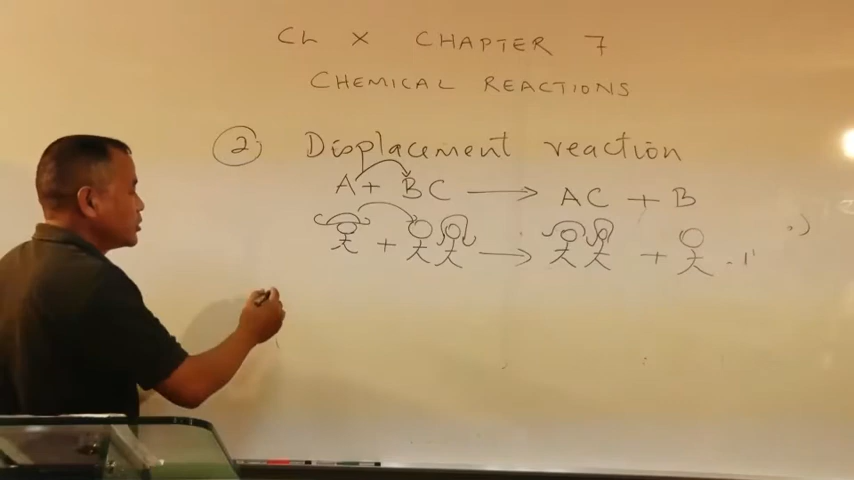 CL X CHAPTER 7
CHEMICAL REACTIONS
2 Displacement reaction
A + BC → AC + B
+ → +